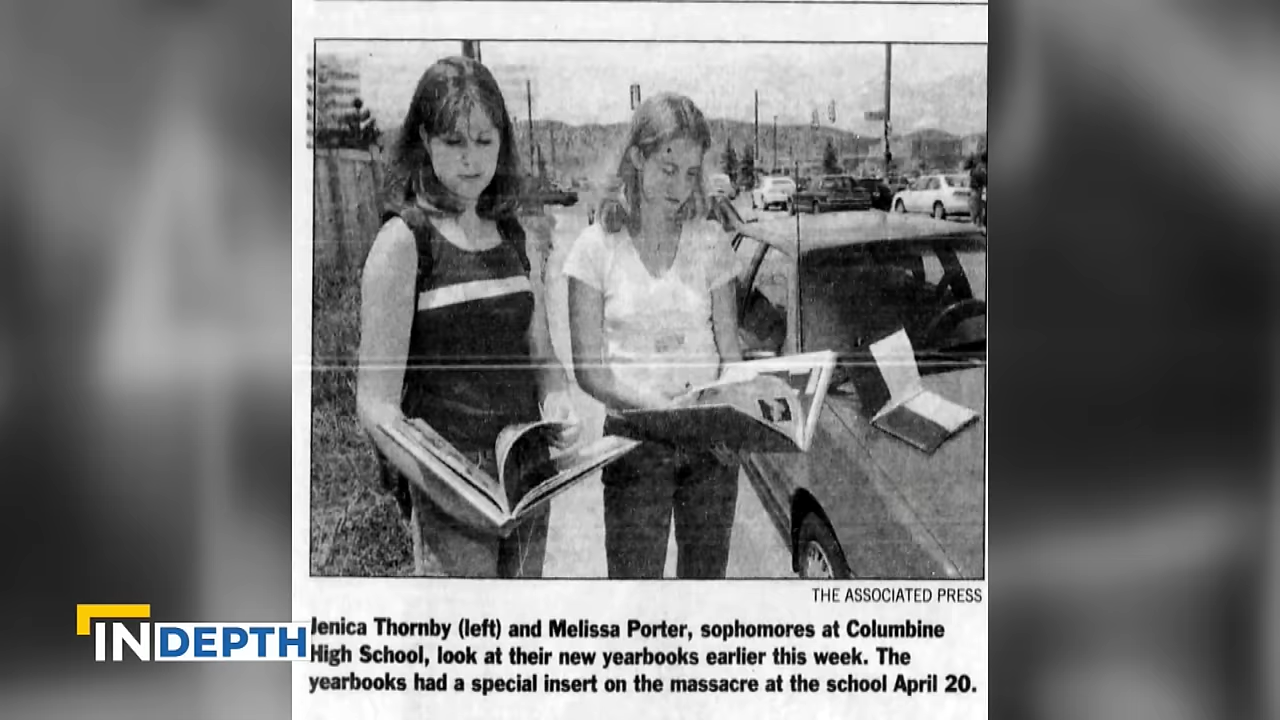 THE ASSOCIATED PRESS
Jenica Thornby (left) and Melissa Porter, sophomores at Columbine
High School, look at their new yearbooks earlier this week. The
yearbooks had a special insert on the massacre at the school April 20.
INDEPTH